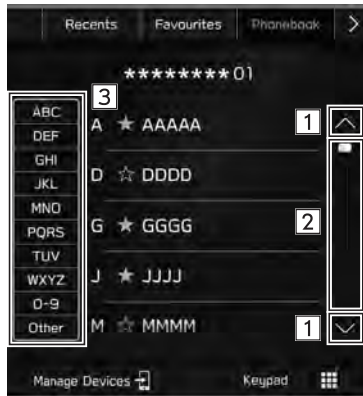 Recents Favourites Phonebook >
********01
3
1
ABC
DEF
GHI
JKL
MNO
PQRS
TUV
WXYZ
0-9
Other
A ★ AAAAA
D ☆ DDDD
G ★ GGGG
2
J ★ JJJJ
M ☆ MMMM
1
Manage Devices Keypad